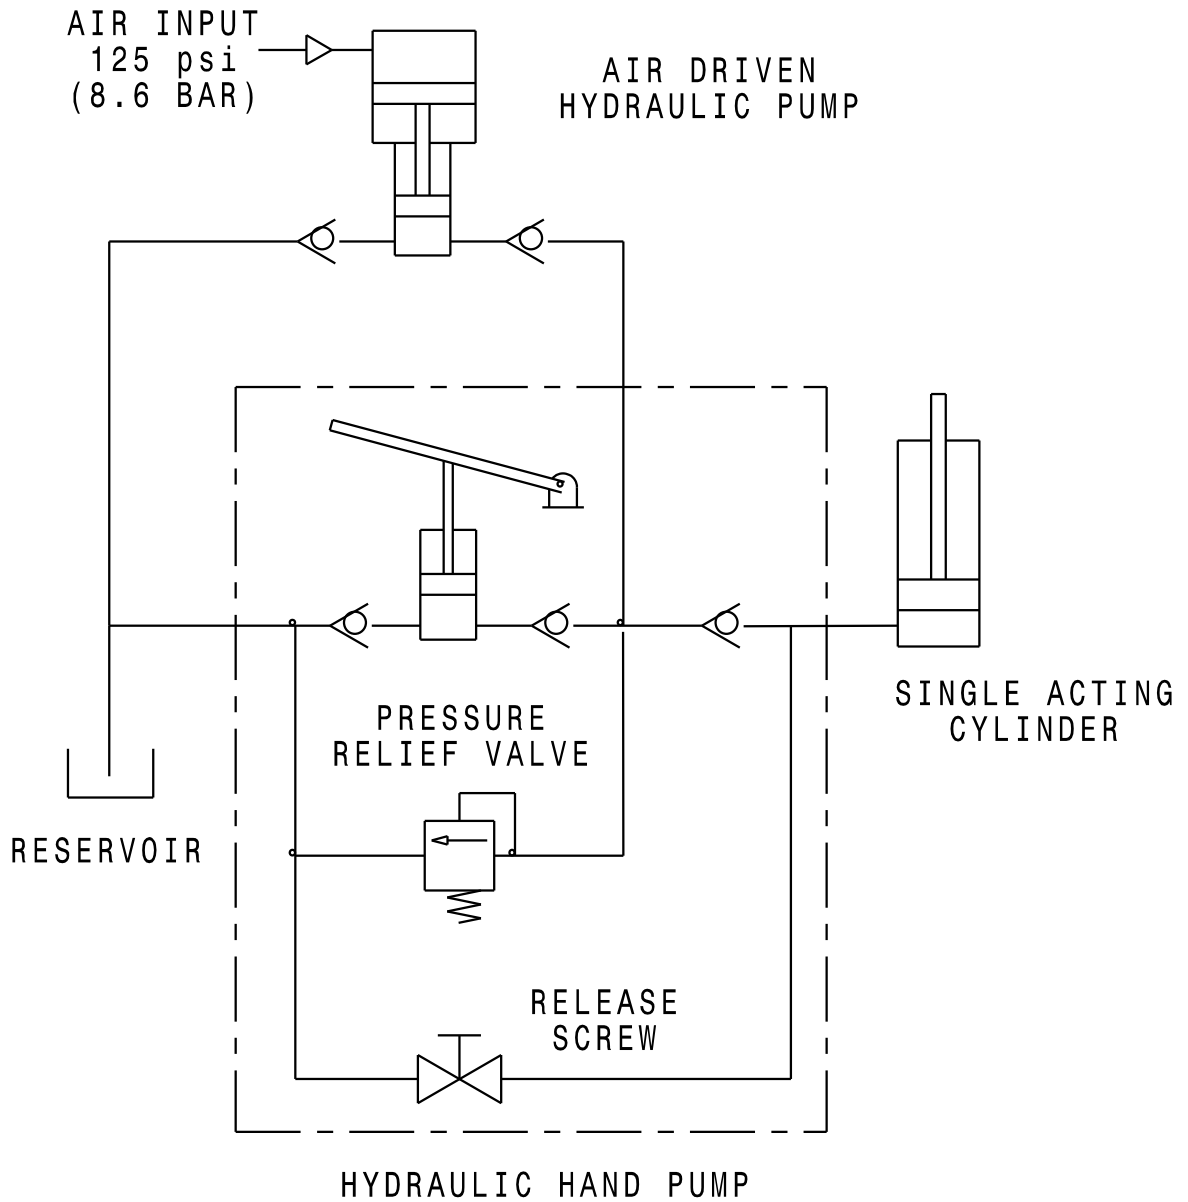 AIR INPUT
125 psi
(8.6 BAR)
AIR DRIVEN
HYDRAULIC PUMP
SINGLE ACTING
CYLINDER
PRESSURE
RELIEF VALVE
RESERVOIR
RELEASE
SCREW
HYDRAULIC HAND PUMP